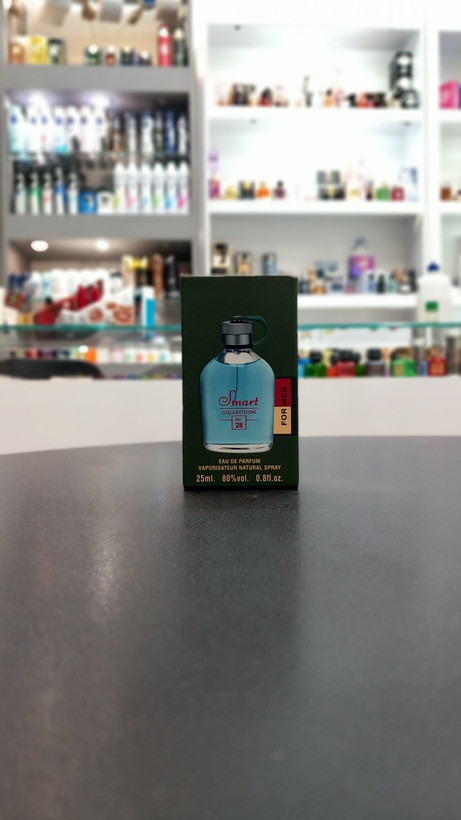 Smart
COLLECTION
No
28
FOR MEN
EAU DE PARFUM
VAPORISATEUR NATURAL SPRAY
25ml. 80%vol. 0.8fl.oz.